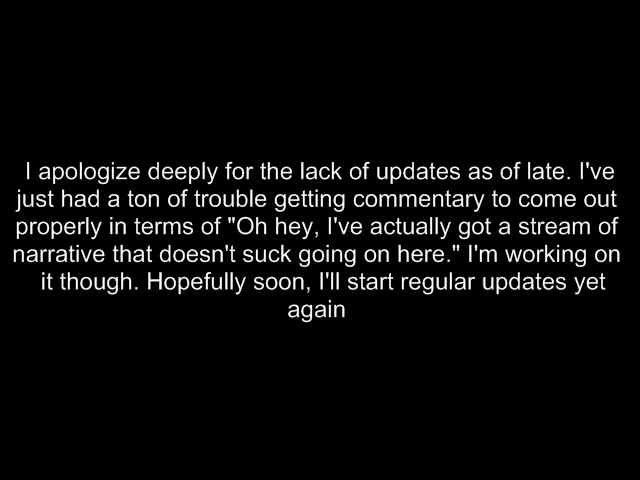 I apologize deeply for the lack of updates as of late. I've
just had a ton of trouble getting commentary to come out
properly in terms of "Oh hey, I've actually got a stream of
narrative that doesn't suck going on here." I'm working on
it though. Hopefully soon, I'll start regular updates yet
again